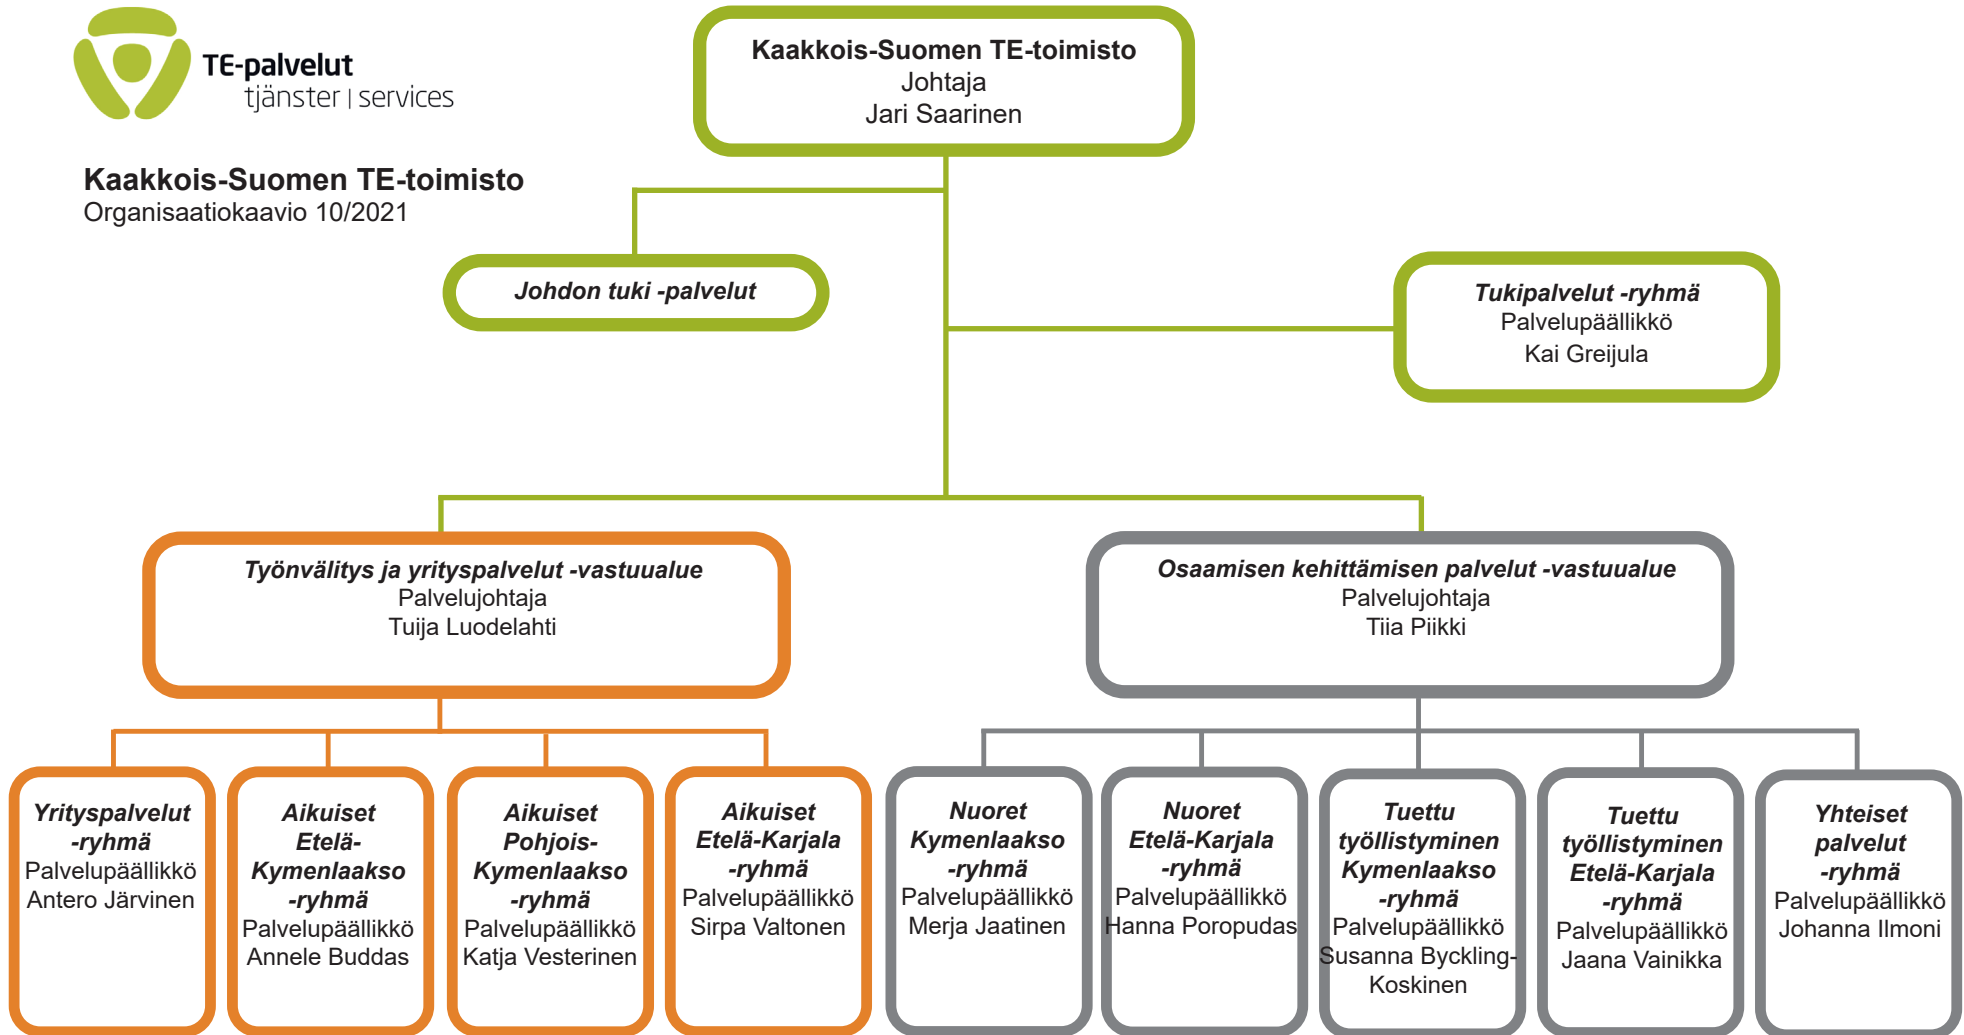 TE-palvelut
tjänster | services
Kaakkois-Suomen TE-toimisto
Organisaatiokaavio 10/2021
Kaakkois-Suomen TE-toimisto
Johtaja
Jari Saarinen
Johdon tuki -palvelut
Tukipalvelut -ryhmä
Palvelupäällikkö
Kai Greijula
Työnvälitys ja yrityspalvelut -vastuualue
Palvelujohtaja
Tuija Luodelahti
Osaamisen kehittämisen palvelut -vastuualue
Palvelujohtaja
Tiia Piikki
Yrityspalvelut
-ryhmä
Palvelupäällikkö
Antero Järvinen
Aikuiset
Etelä-
Kymenlaakso
-ryhmä
Palvelupäällikkö
Annele Buddas
Aikuiset
Pohjois-
Kymenlaakso
-ryhmä
Palvelupäällikkö
Katja Vesterinen
Aikuiset
Etelä-Karjala
-ryhmä
Palvelupäällikkö
Sirpa Valtonen
Nuoret
Kymenlaakso
-ryhmä
Palvelupäällikkö
Merja Jaatinen
Nuoret
Etelä-Karjala
-ryhmä
Palvelupäällikkö
Hanna Poropudas
Tuettu
työllistyminen
Kymenlaakso
-ryhmä
Palvelupäällikkö
Susanna Byckling-
Koskinen
Tuettu
työllistyminen
Etelä-Karjala
-ryhmä
Palvelupäällikkö
Jaana Vainikka
Yhteiset
palvelut
-ryhmä
Palvelupäällikkö
Johanna Ilmoni